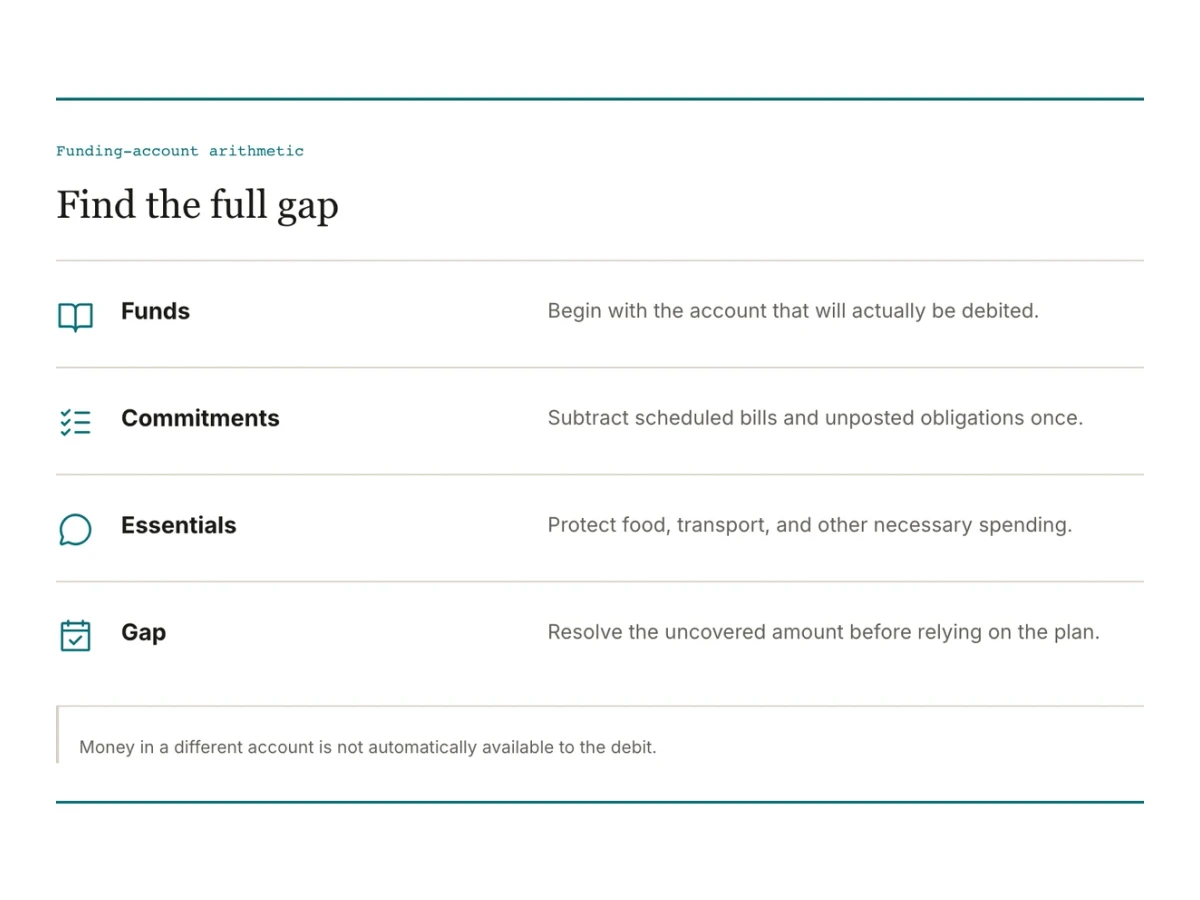 Funding-account arithmetic
Find the full gap
Funds
Begin with the account that will actually be debited.
Commitments
Subtract scheduled bills and unposted obligations once.
Essentials
Protect food, transport, and other necessary spending.
Gap
Resolve the uncovered amount before relying on the plan.
Money in a different account is not automatically available to the debit.